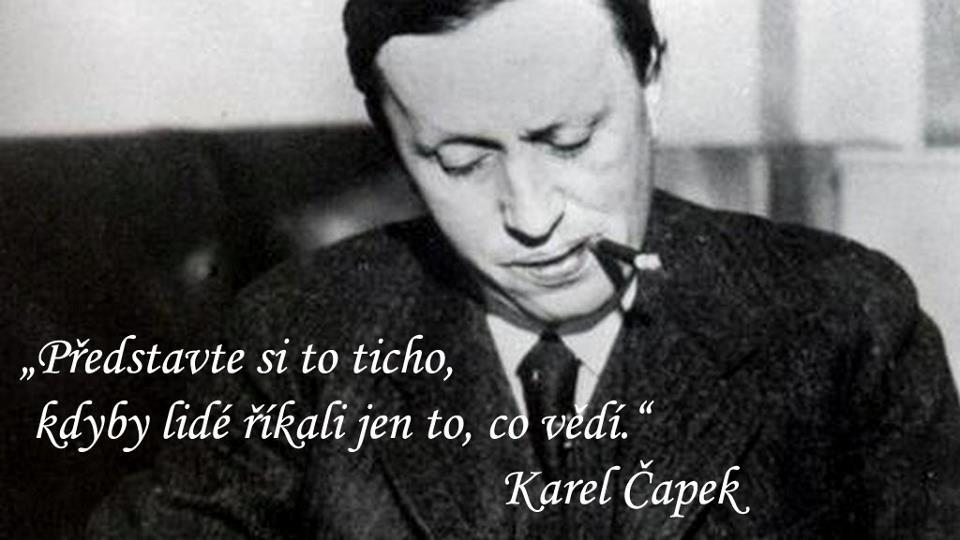 „Představte si to ticho,
kdyby lidé říkali jen to, co vědí.“
Karel Čapek